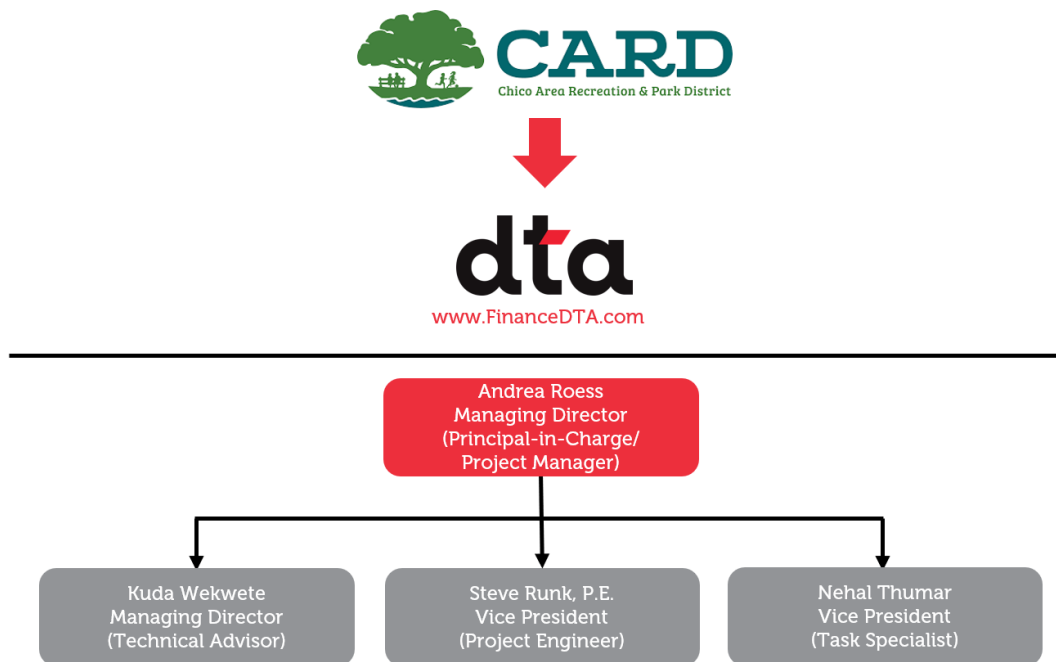 CARD
Chico Area Recreation & Park District
dta
www.FinanceDTA.com
Andrea Roess
Managing Director
(Principal-in-Charge/
Project Manager)
Kuda Wekwete
Managing Director
(Technical Advisor)
Steve Runk, P.E.
Vice President
(Project Engineer)
Nehal Thumar
Vice President
(Task Specialist)